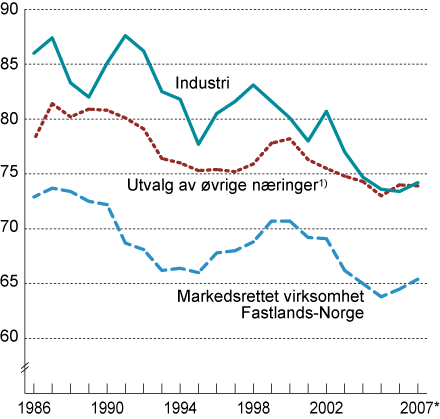 90
85
Industri
80
75
Utvalg av øvrige næringer1)
70
65
Markedsrettet virksomhet
Fastlands-Norge
60
1986 1990 1994 1998 2002 2007*